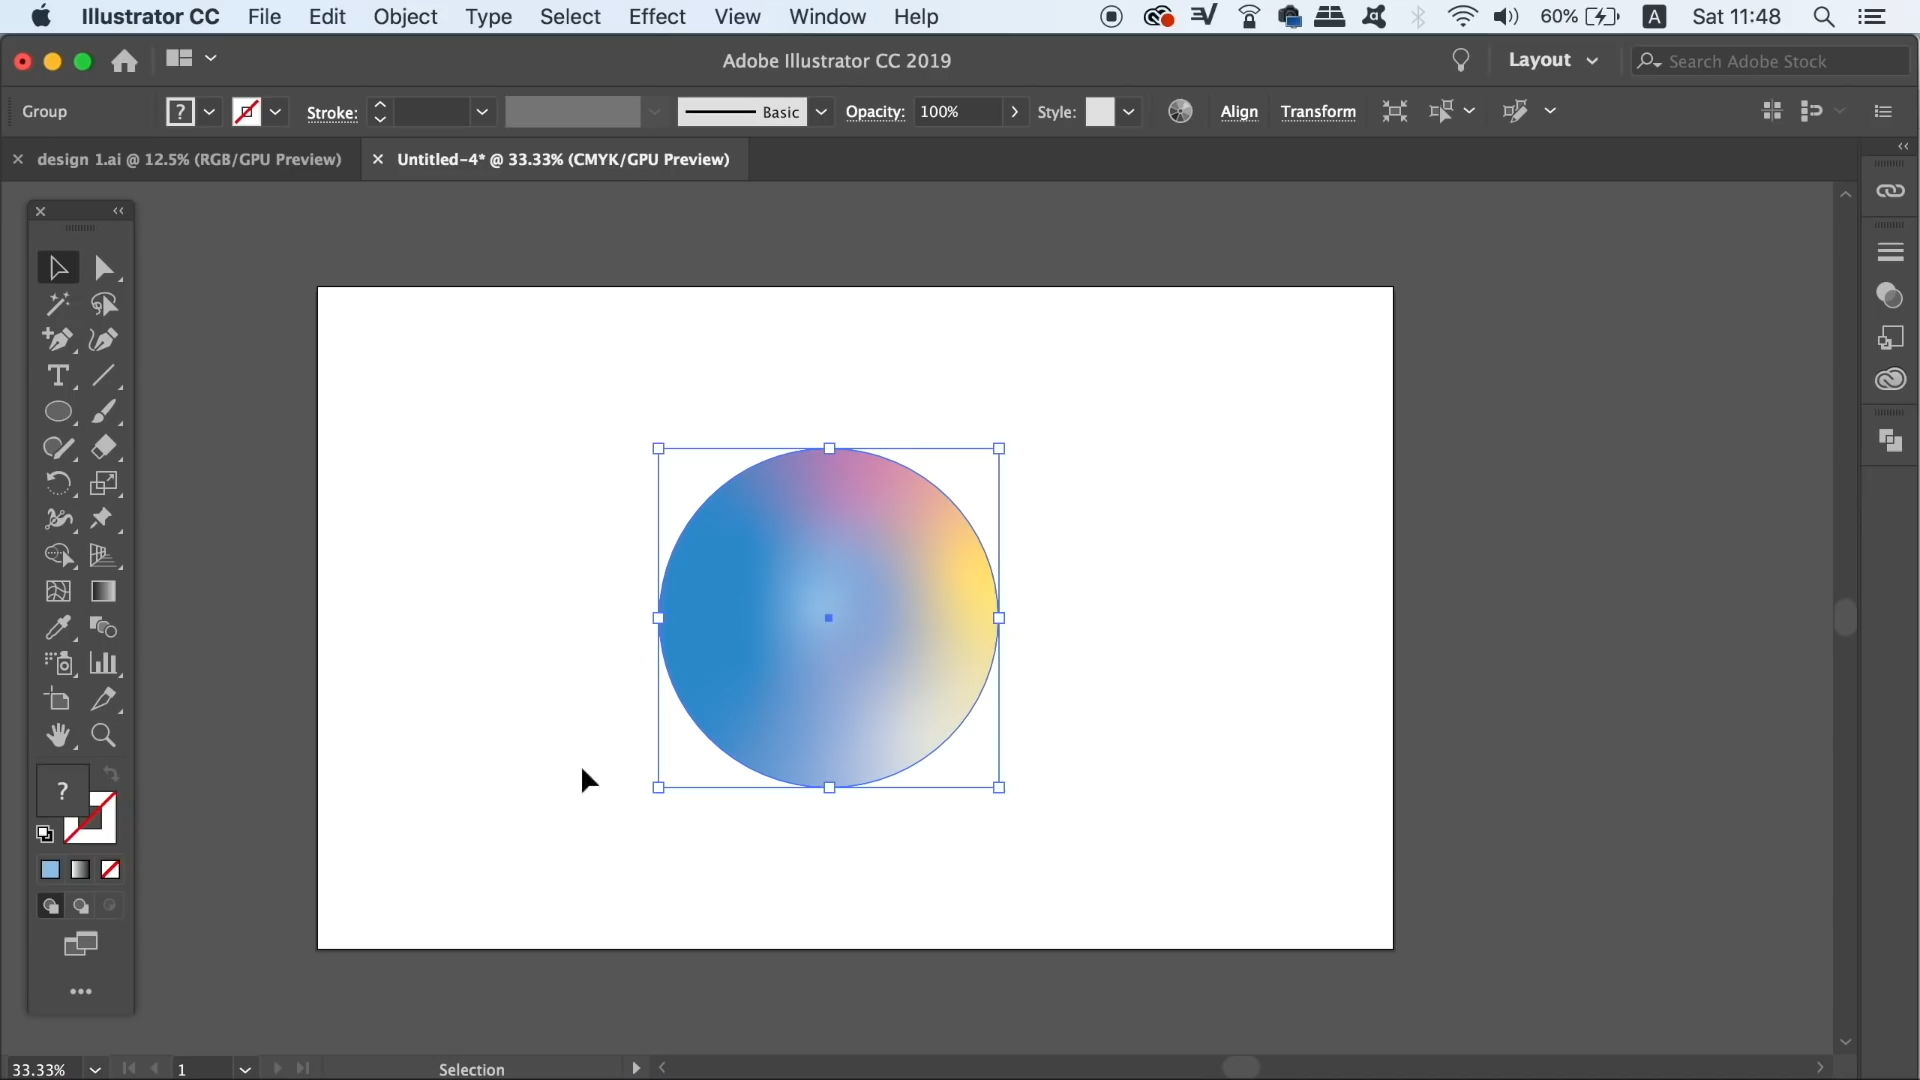 Illustrator CC File Edit Object Type Select Effect View Window Help 60% A Sat 11:48
Adobe Illustrator CC 2019 Layout Search Adobe Stock
Group ? Stroke: Basic Opacity: 100% Style: Align Transform
design 1.ai @ 12.5% (RGB/GPU Preview) Untitled-4* @ 33.33% (CMYK/GPU Preview)
T
?
33.33% 1 Selection